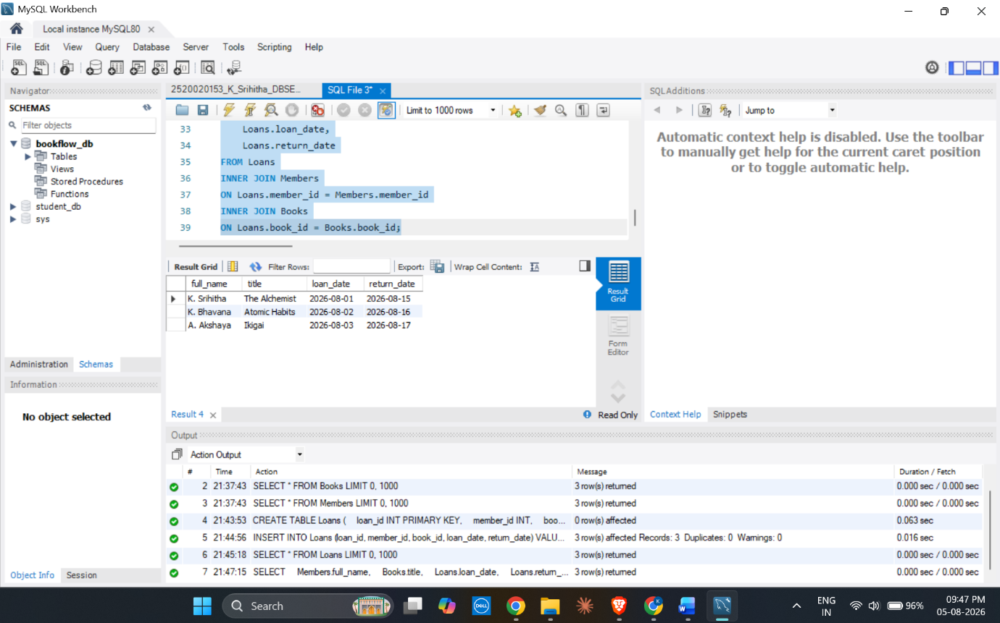 MySQL Workbench
Local instance MySQL80
File Edit View Query Database Server Tools Scripting Help
Navigator
SCHEMAS
Filter objects
bookflow_db
Tables
Views
Stored Procedures
Functions
student_db
sys
Administration Schemas
Information
No object selected
Object Info Session
2520020153_K_Srihitha_DBSE...
SQL File 3*
Limit to 1000 rows
33 Loans.loan_date,
34 Loans.return_date
35 FROM Loans
36 INNER JOIN Members
37 ON Loans.member_id = Members.member_id
38 INNER JOIN Books
39 ON Loans.book_id = Books.book_id;
Result Grid Filter Rows: Export: Wrap Cell Content:
full_name title loan_date return_date
K. Srihitha The Alchemist 2026-08-01 2026-08-15
K. Bhavana Atomic Habits 2026-08-02 2026-08-16
A. Akshaya Ikigai 2026-08-03 2026-08-17
Result
Grid
Form
Editor
Result 4
Read Only
SQLAdditions
Jump to
Automatic context help is disabled. Use the toolbar
to manually get help for the current caret position
or to toggle automatic help.
Context Help Snippets
Output
Action Output
# Time Action Message Duration / Fetch
2 21:37:43 SELECT * FROM Books LIMIT 0, 1000 3 row(s) returned 0.000 sec / 0.000 sec
3 21:37:43 SELECT * FROM Members LIMIT 0, 1000 3 row(s) returned 0.000 sec / 0.000 sec
4 21:43:53 CREATE TABLE Loans ( loan_id INT PRIMARY KEY, member_id INT, boo... 0 row(s) affected 0.063 sec
5 21:44:56 INSERT INTO Loans (loan_id, member_id, book_id, loan_date, return_date) VALU... 3 row(s) affected Records: 3 Duplicates: 0 Warnings: 0 0.016 sec
6 21:45:18 SELECT * FROM Loans LIMIT 0, 1000 3 row(s) returned 0.000 sec / 0.000 sec
7 21:47:15 SELECT Members.full_name, Books.title, Loans.loan_date, Loans.return_... 3 row(s) returned 0.000 sec / 0.000 sec
Search
DELL
ENG
IN
96%
09:47 PM
05-08-2026